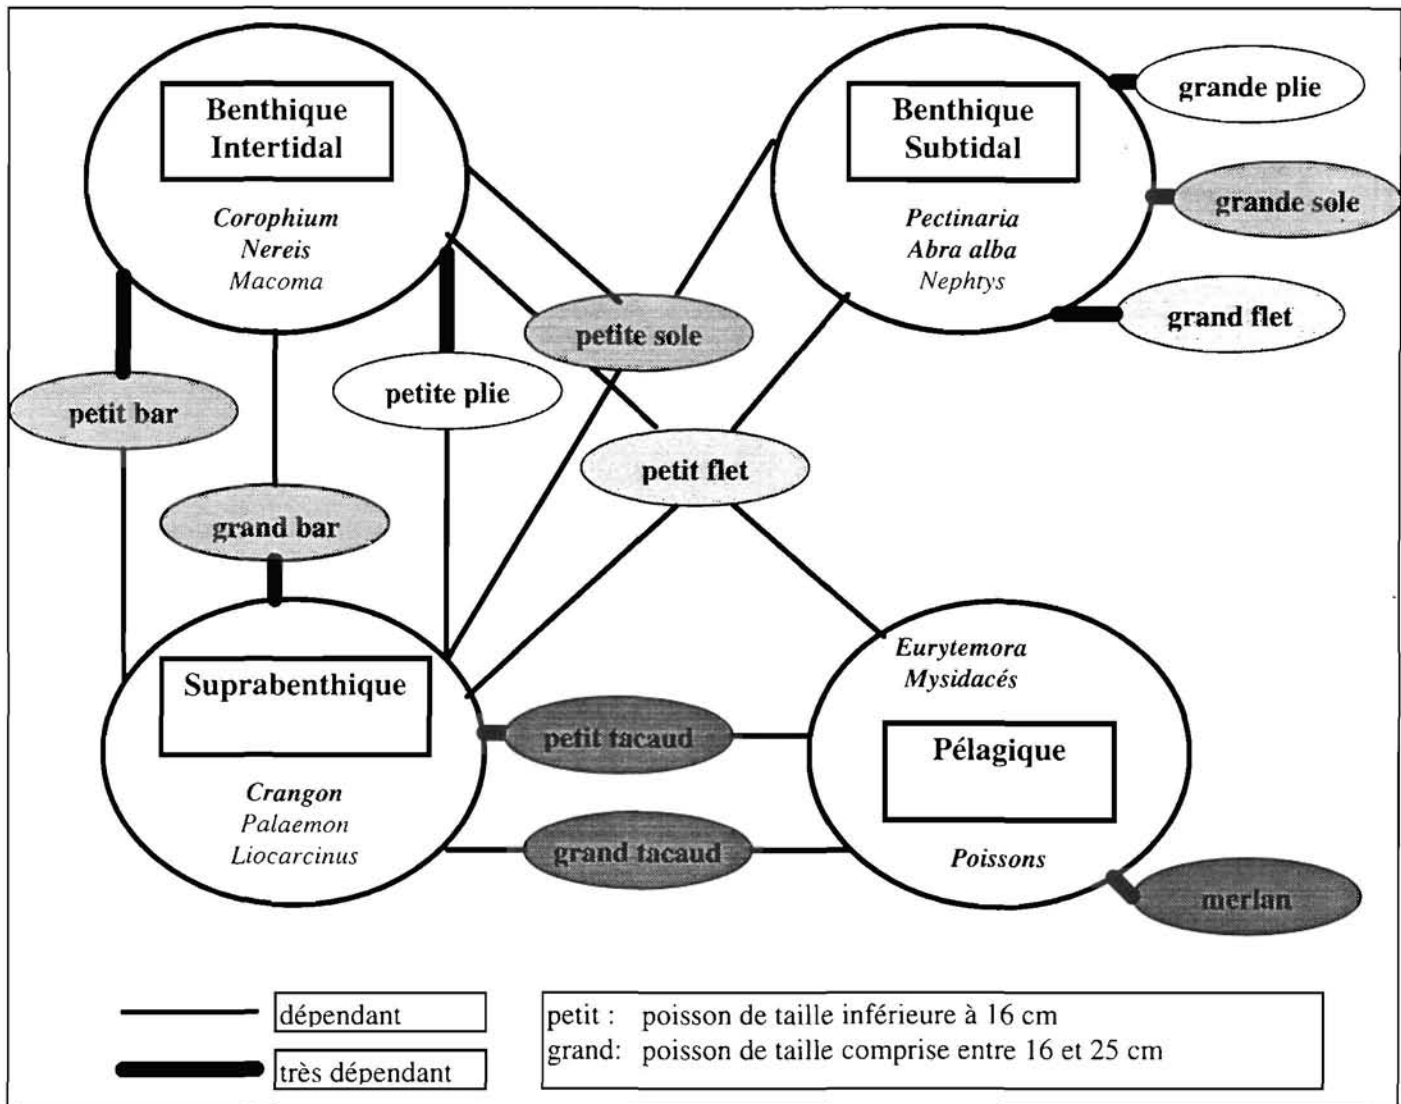 Benthique
Intertidal
Corophium
Nereis
Macoma
Benthique
Subtidal
Pectinaria
Abra alba
Nephtys
grande plie
grande sole
grand flet
petite sole
petit bar
petite plie
petit flet
grand bar
Suprabenthique
Crangon
Palaemon
Liocarcinus
petit tacaud
grand tacaud
Eurytemora
Mysidacés
Pélagique
Poissons
merlan
dépendant
très dépendant
petit : poisson de taille inférieure à 16 cm
grand: poisson de taille comprise entre 16 et 25 cm